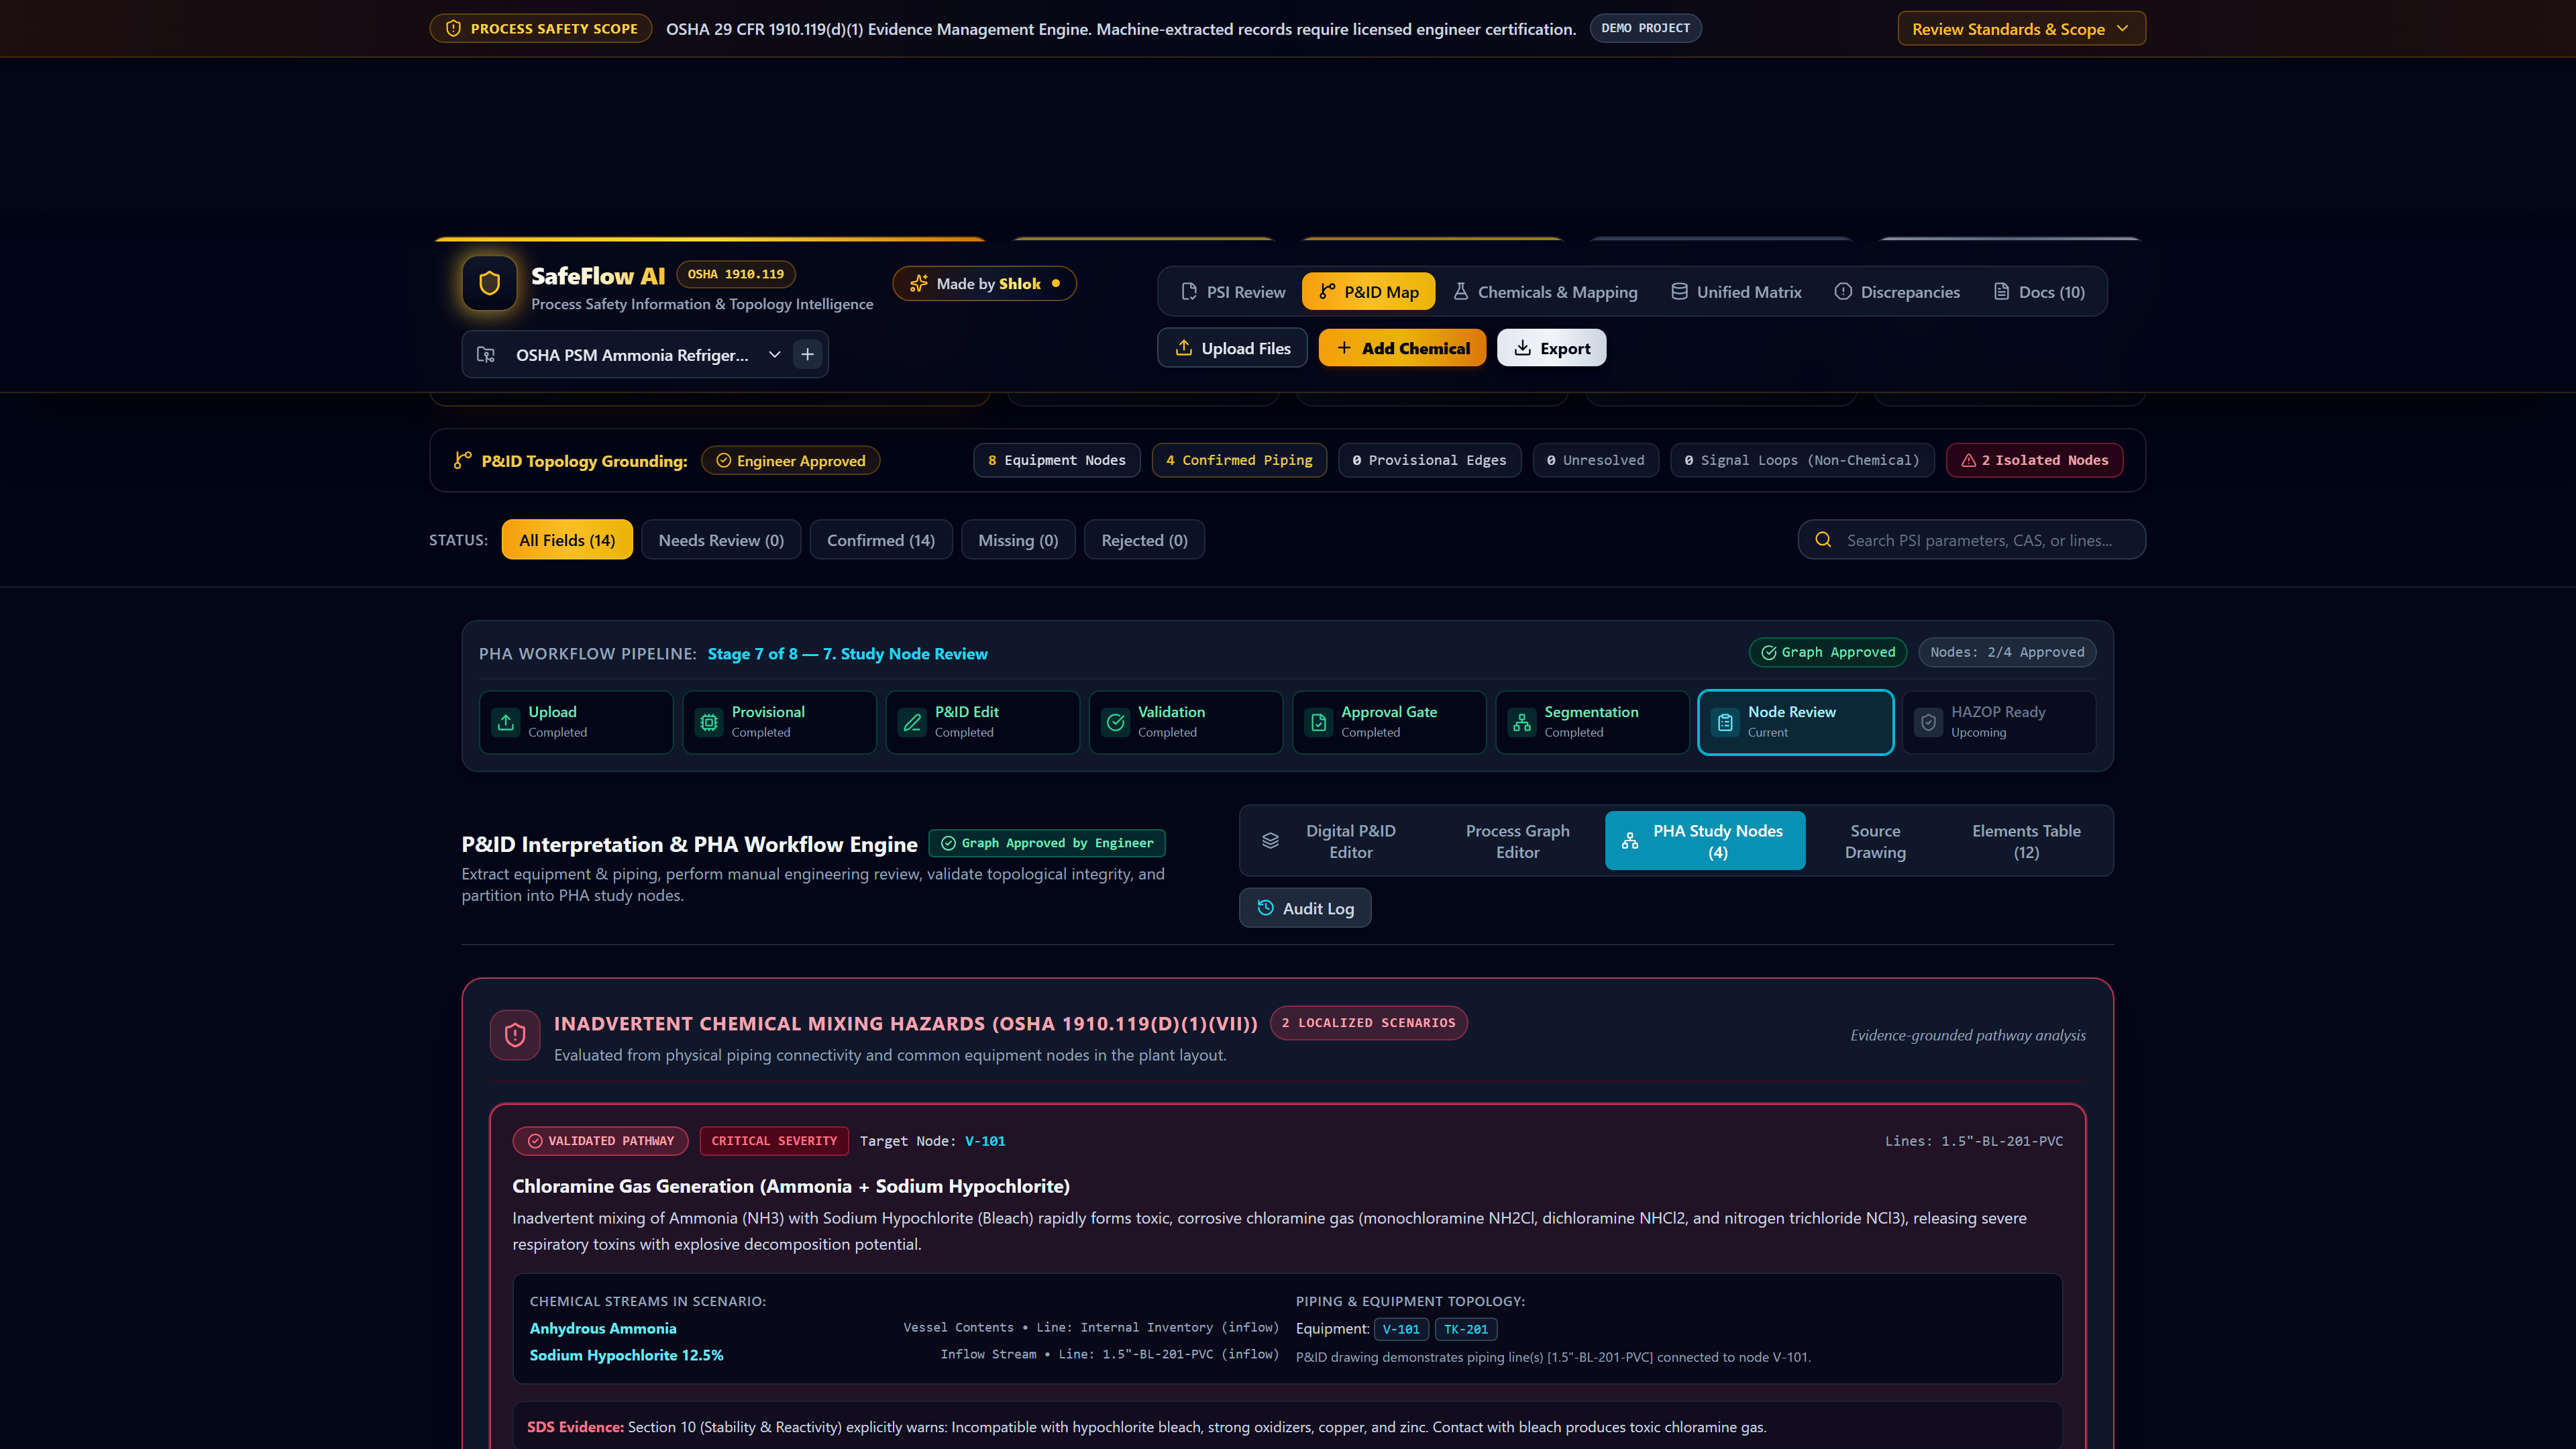 PROCESS SAFETY SCOPE
OSHA 29 CFR 1910.119(d)(1) Evidence Management Engine. Machine-extracted records require licensed engineer certification.
DEMO PROJECT
Review Standards & Scope
SafeFlow AI
OSHA 1910.119
Process Safety Information & Topology Intelligence
Made by Shlok
PSI Review
P&ID Map
Chemicals & Mapping
Unified Matrix
Discrepancies
Docs (10)
OSHA PSM Ammonia Refriger...
Upload Files
Add Chemical
Export
P&ID Topology Grounding:
Engineer Approved
8 Equipment Nodes
4 Confirmed Piping
0 Provisional Edges
0 Unresolved
0 Signal Loops (Non-Chemical)
2 Isolated Nodes
STATUS:
All Fields (14)
Needs Review (0)
Confirmed (14)
Missing (0)
Rejected (0)
Search PSI parameters, CAS, or lines...
PHA WORKFLOW PIPELINE: Stage 7 of 8 — 7. Study Node Review
Graph Approved
Nodes: 2/4 Approved
Upload
Completed
Provisional
Completed
P&ID Edit
Completed
Validation
Completed
Approval Gate
Completed
Segmentation
Completed
Node Review
Current
HAZOP Ready
Upcoming
P&ID Interpretation & PHA Workflow Engine
Graph Approved by Engineer
Extract equipment & piping, perform manual engineering review, validate topological integrity, and
partition into PHA study nodes.
Digital P&ID
Editor
Process Graph
Editor
PHA Study Nodes
(4)
Source
Drawing
Elements Table
(12)
Audit Log
INADVERTENT CHEMICAL MIXING HAZARDS (OSHA 1910.119(D)(1)(VII))
2 LOCALIZED SCENARIOS
Evaluated from physical piping connectivity and common equipment nodes in the plant layout.
Evidence-grounded pathway analysis
VALIDATED PATHWAY
CRITICAL SEVERITY
Target Node: V-101
Lines: 1.5"-BL-201-PVC
Chloramine Gas Generation (Ammonia + Sodium Hypochlorite)
Inadvertent mixing of Ammonia (NH3) with Sodium Hypochlorite (Bleach) rapidly forms toxic, corrosive chloramine gas (monochloramine NH2Cl, dichloramine NHCl2, and nitrogen trichloride NCl3), releasing severe
respiratory toxins with explosive decomposition potential.
CHEMICAL STREAMS IN SCENARIO:
Anhydrous Ammonia
Vessel Contents • Line: Internal Inventory (inflow)
Sodium Hypochlorite 12.5%
Inflow Stream • Line: 1.5"-BL-201-PVC (inflow)
PIPING & EQUIPMENT TOPOLOGY:
Equipment: V-101 TK-201
P&ID drawing demonstrates piping line(s) [1.5"-BL-201-PVC] connected to node V-101.
SDS Evidence: Section 10 (Stability & Reactivity) explicitly warns: Incompatible with hypochlorite bleach, strong oxidizers, copper, and zinc. Contact with bleach produces toxic chloramine gas.